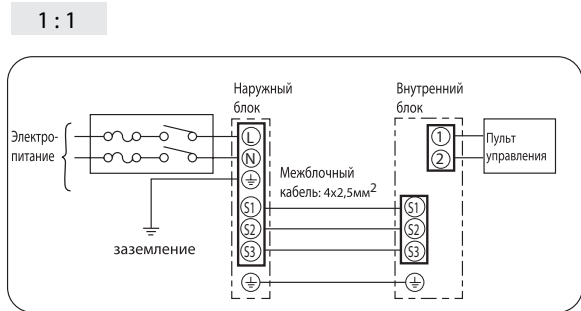 1 : 1
Наружный
блок
Внутренний
блок
Электро-
питание
L
N
1
2
Пульт
управления
Межблочный
кабель: 4x2,5мм2
S1
S2
S3
S1
S2
S3
заземление